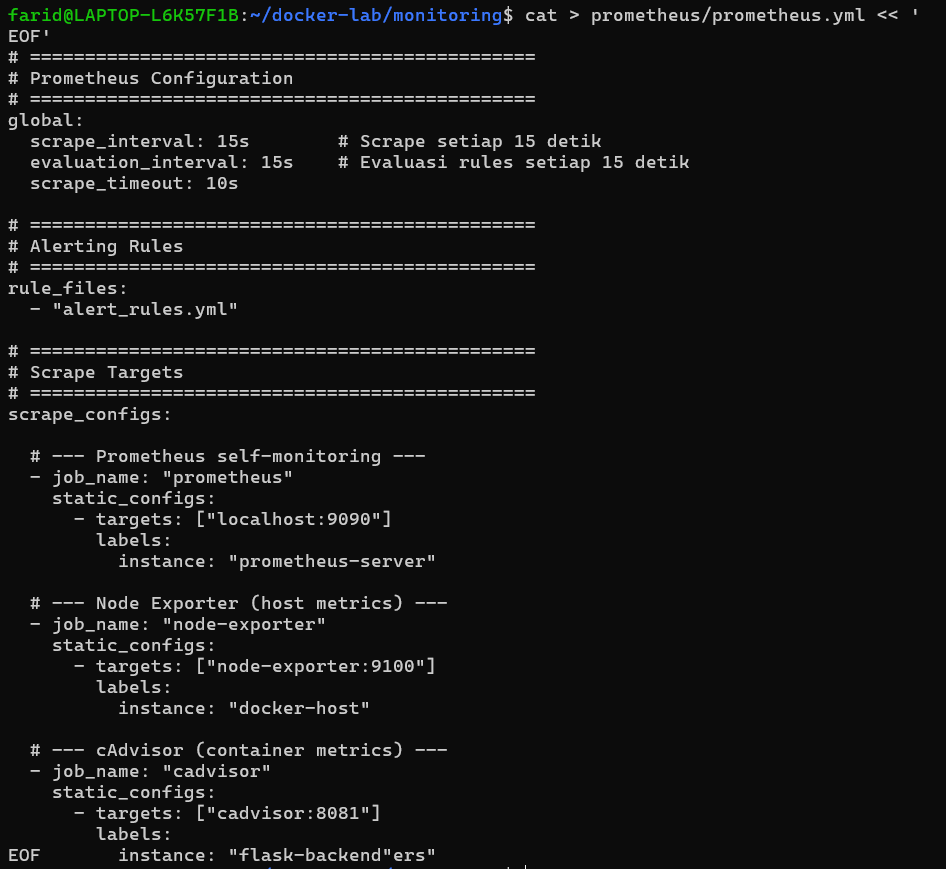 farid@LAPTOP-L6K57F1B:~/docker-lab/monitoring$ cat > prometheus/prometheus.yml << '
EOF'
# ==============================================
# Prometheus Configuration
# ==============================================
global:
  scrape_interval: 15s        # Scrape setiap 15 detik
  evaluation_interval: 15s    # Evaluasi rules setiap 15 detik
  scrape_timeout: 10s

# ==============================================
# Alerting Rules
# ==============================================
rule_files:
  - "alert_rules.yml"

# ==============================================
# Scrape Targets
# ==============================================
scrape_configs:

  # --- Prometheus self-monitoring ---
  - job_name: "prometheus"
    static_configs:
      - targets: ["localhost:9090"]
        labels:
          instance: "prometheus-server"

  # --- Node Exporter (host metrics) ---
  - job_name: "node-exporter"
    static_configs:
      - targets: ["node-exporter:9100"]
        labels:
          instance: "docker-host"

  # --- cAdvisor (container metrics) ---
  - job_name: "cadvisor"
    static_configs:
      - targets: ["cadvisor:8081"]
        labels:
EOF       instance: "flask-backend"ers"